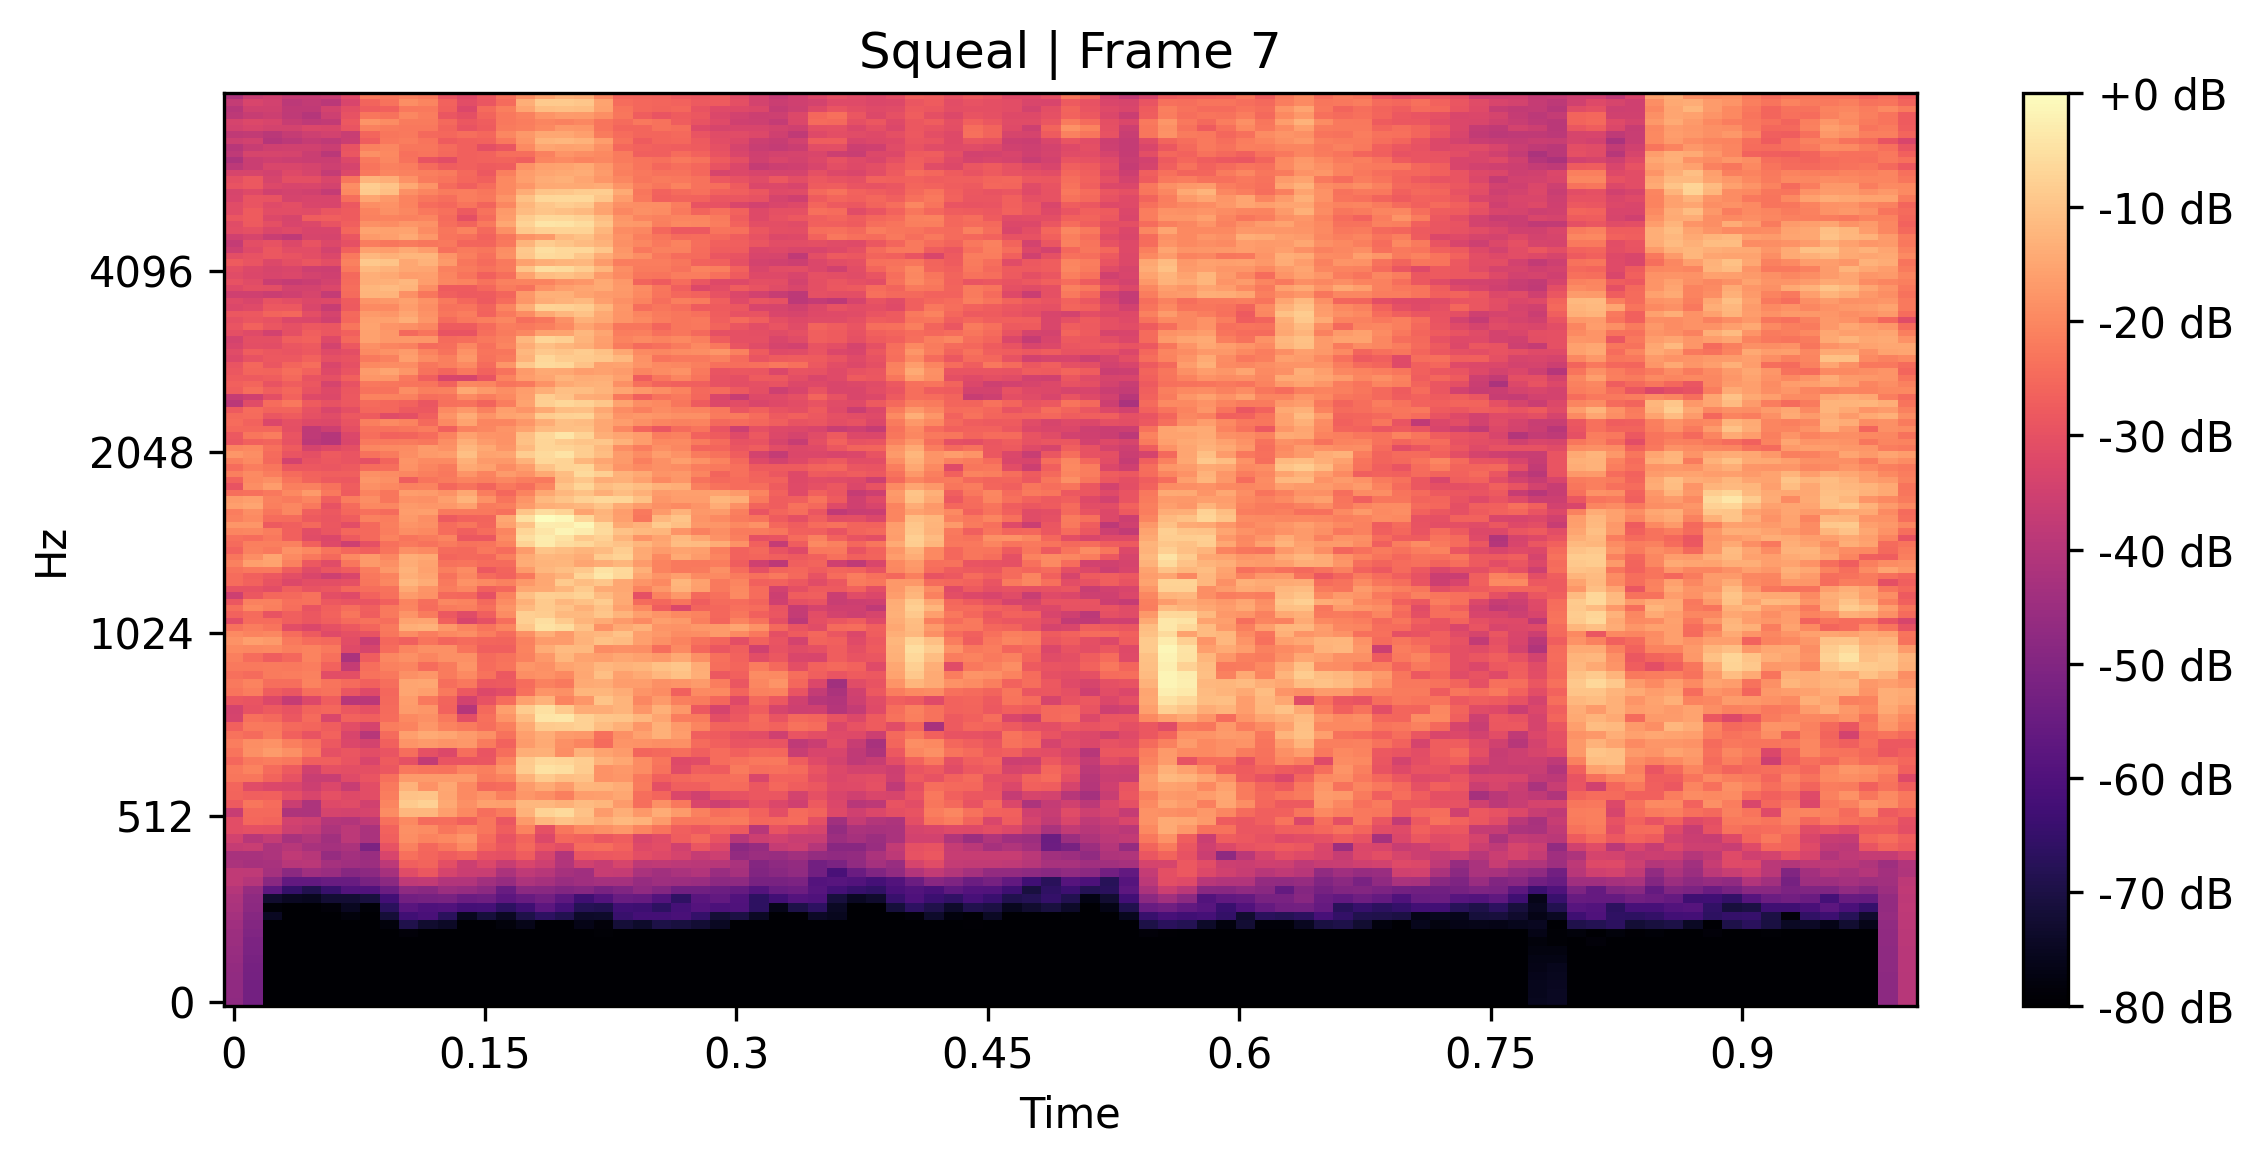 Squeal | Frame 7
Hz
4096
2048
1024
512
0
0 0.15 0.3 0.45 0.6 0.75 0.9
Time
+0 dB
-10 dB
-20 dB
-30 dB
-40 dB
-50 dB
-60 dB
-70 dB
-80 dB